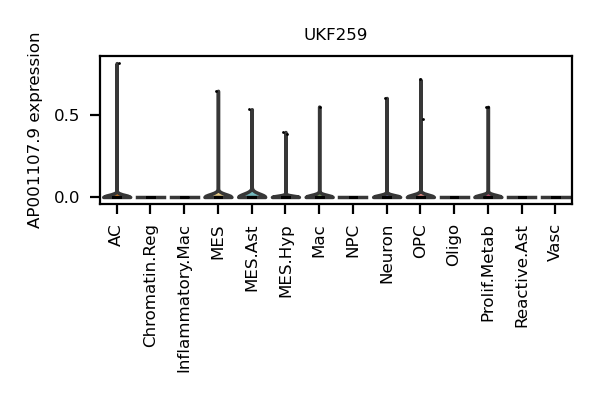 UKF259
AP001107.9 expression
0.5
0.0
AC
Chromatin.Reg
Inflammatory.Mac
MES
MES.Ast
MES.Hyp
Mac
NPC
Neuron
OPC
Oligo
Prolif.Metab
Reactive.Ast
Vasc